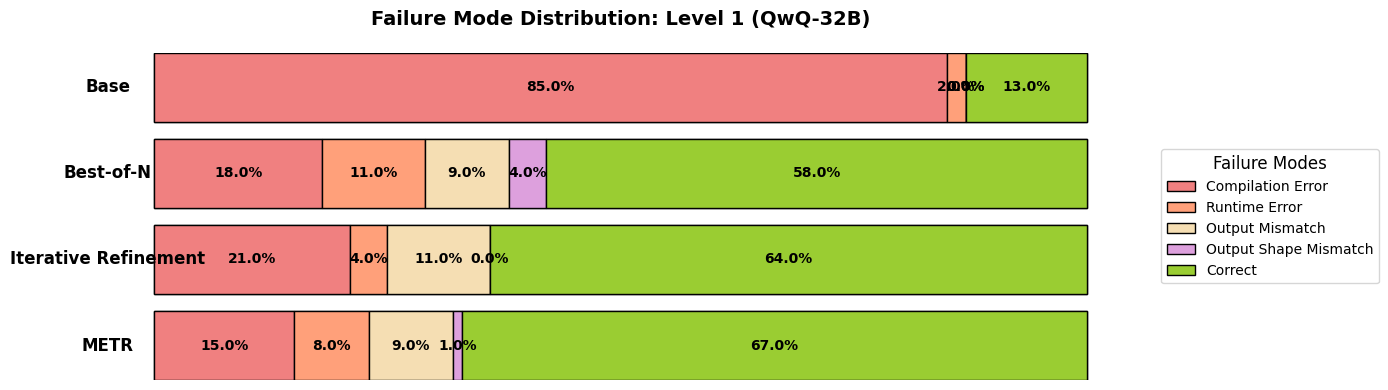 Failure Mode Distribution: Level 1 (QwQ-32B)
Base 85.0% 13.0%
Best-of-N 18.0% 11.0% 9.0% 4.0% 58.0%
Iterative Refinement 21.0% 4.0% 11.0% 0.0% 64.0%
METR 15.0% 8.0% 9.0% 1.0% 67.0%
Failure Modes
Compilation Error
Runtime Error
Output Mismatch
Output Shape Mismatch
Correct